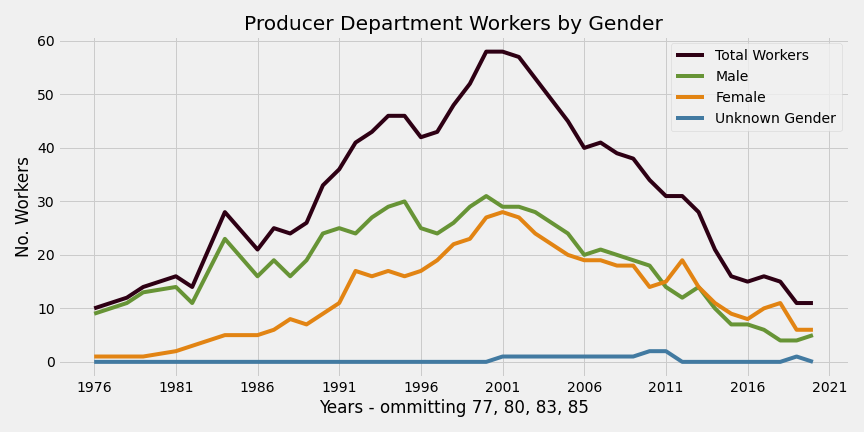 Producer Department Workers by Gender
60
50
40
30
20
10
0
No. Workers
Total Workers
Male
Female
Unknown Gender
1976 1981 1986 1991 1996 2001 2006 2011 2016 2021
Years - ommitting 77, 80, 83, 85